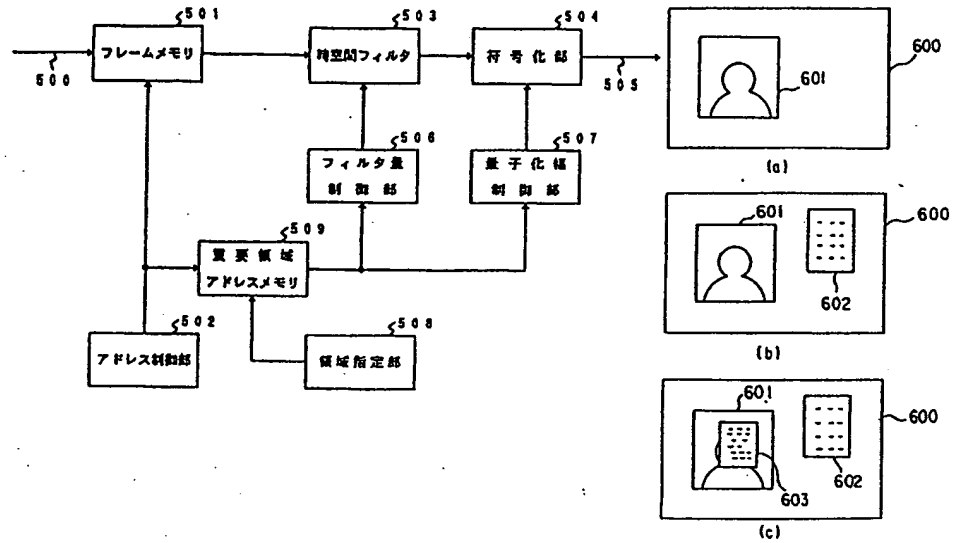 501
フレームメモリ
500
503
時空間フィルタ
504
符号化部
505
506
フィルタ量
制御部
507
量子化幅
制御部
509
重要領域
アドレスメモリ
502
アドレス制御部
508
領域指定部
600
601
(a)
601
600
602
(b)
601
600
602
603
(c)